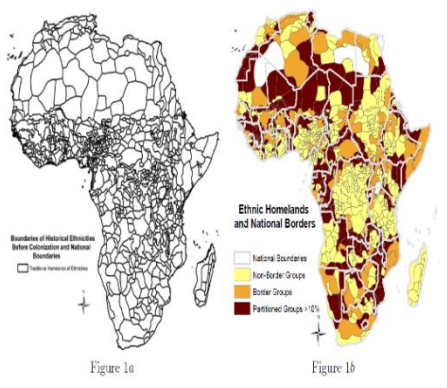 Boundaries of Historical Ethnicities
Before Colonization and National
Boundaries
Traditional Homelands of Ethnicities
Figure 1a
Ethnic Homelands
and National Borders
National Boundaries
Non-Border Groups
Border Groups
Partitioned Groups >10%
Figure 1b